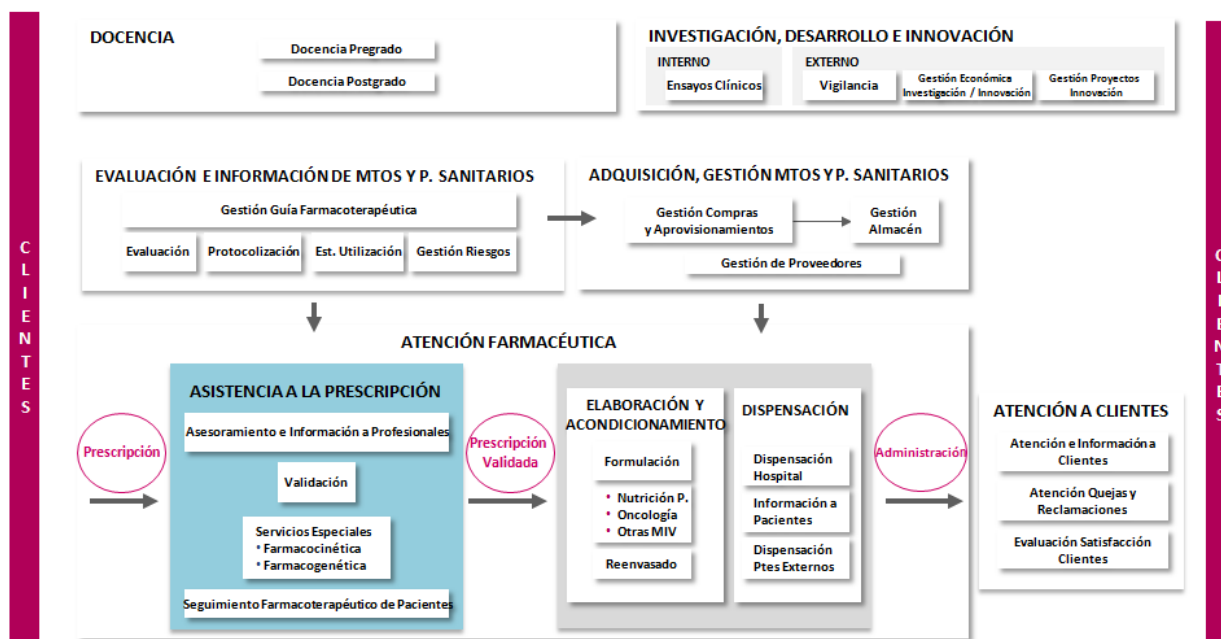 CLIENTES
DOCENCIA
Docencia Pregrado
Docencia Postgrado
INVESTIGACIÓN, DESARROLLO E INNOVACIÓN
INTERNO
Ensayos Clínicos
EXTERNO
Vigilancia
Gestión Económica
Investigación / Innovación
Gestión Proyectos
Innovación
EVALUACIÓN E INFORMACIÓN DE MTOS Y P. SANITARIOS
Gestión Guía Farmacoterapéutica
Evaluación
Protocolización
Est. Utilización
Gestión Riesgos
ADQUISICIÓN, GESTIÓN MTOS Y P. SANITARIOS
Gestión Compras
y Aprovisionamientos
Gestión
Almacén
Gestión de Proveedores
ATENCIÓN FARMACÉUTICA
Prescripción
ASISTENCIA A LA PRESCRIPCIÓN
Asesoramiento e Información a Profesionales
Validación
Servicios Especiales
• Farmacocinética
• Farmacogenética
Seguimiento Farmacoterapéutico de Pacientes
Prescripción
Validada
ELABORACIÓN Y
ACONDICIONAMIENTO
Formulación
• Nutrición P.
• Oncología
• Otras MIV
Reenvasado
DISPENSACIÓN
Dispensación
Hospital
Información a
Pacientes
Dispensación
Ptes Externos
Administración
ATENCIÓN A CLIENTES
Atención e Información a
Clientes
Atención Quejas y
Reclamaciones
Evaluación Satisfacción
Clientes
CLIENTES